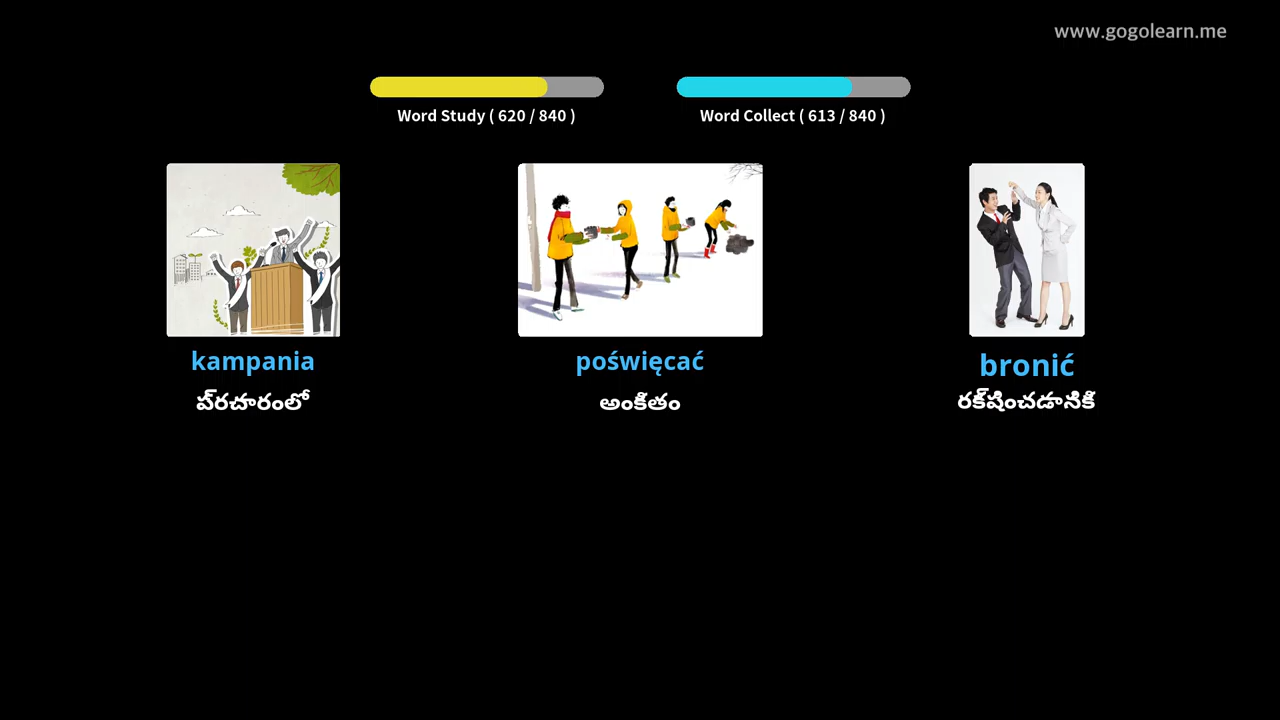 www.gogolearn.me
Word Study ( 620 / 840 )
Word Collect ( 613 / 840 )
kampania
poświęcać
bronić
ప్రచారంలో
అంకితం
రక్షించడానికి